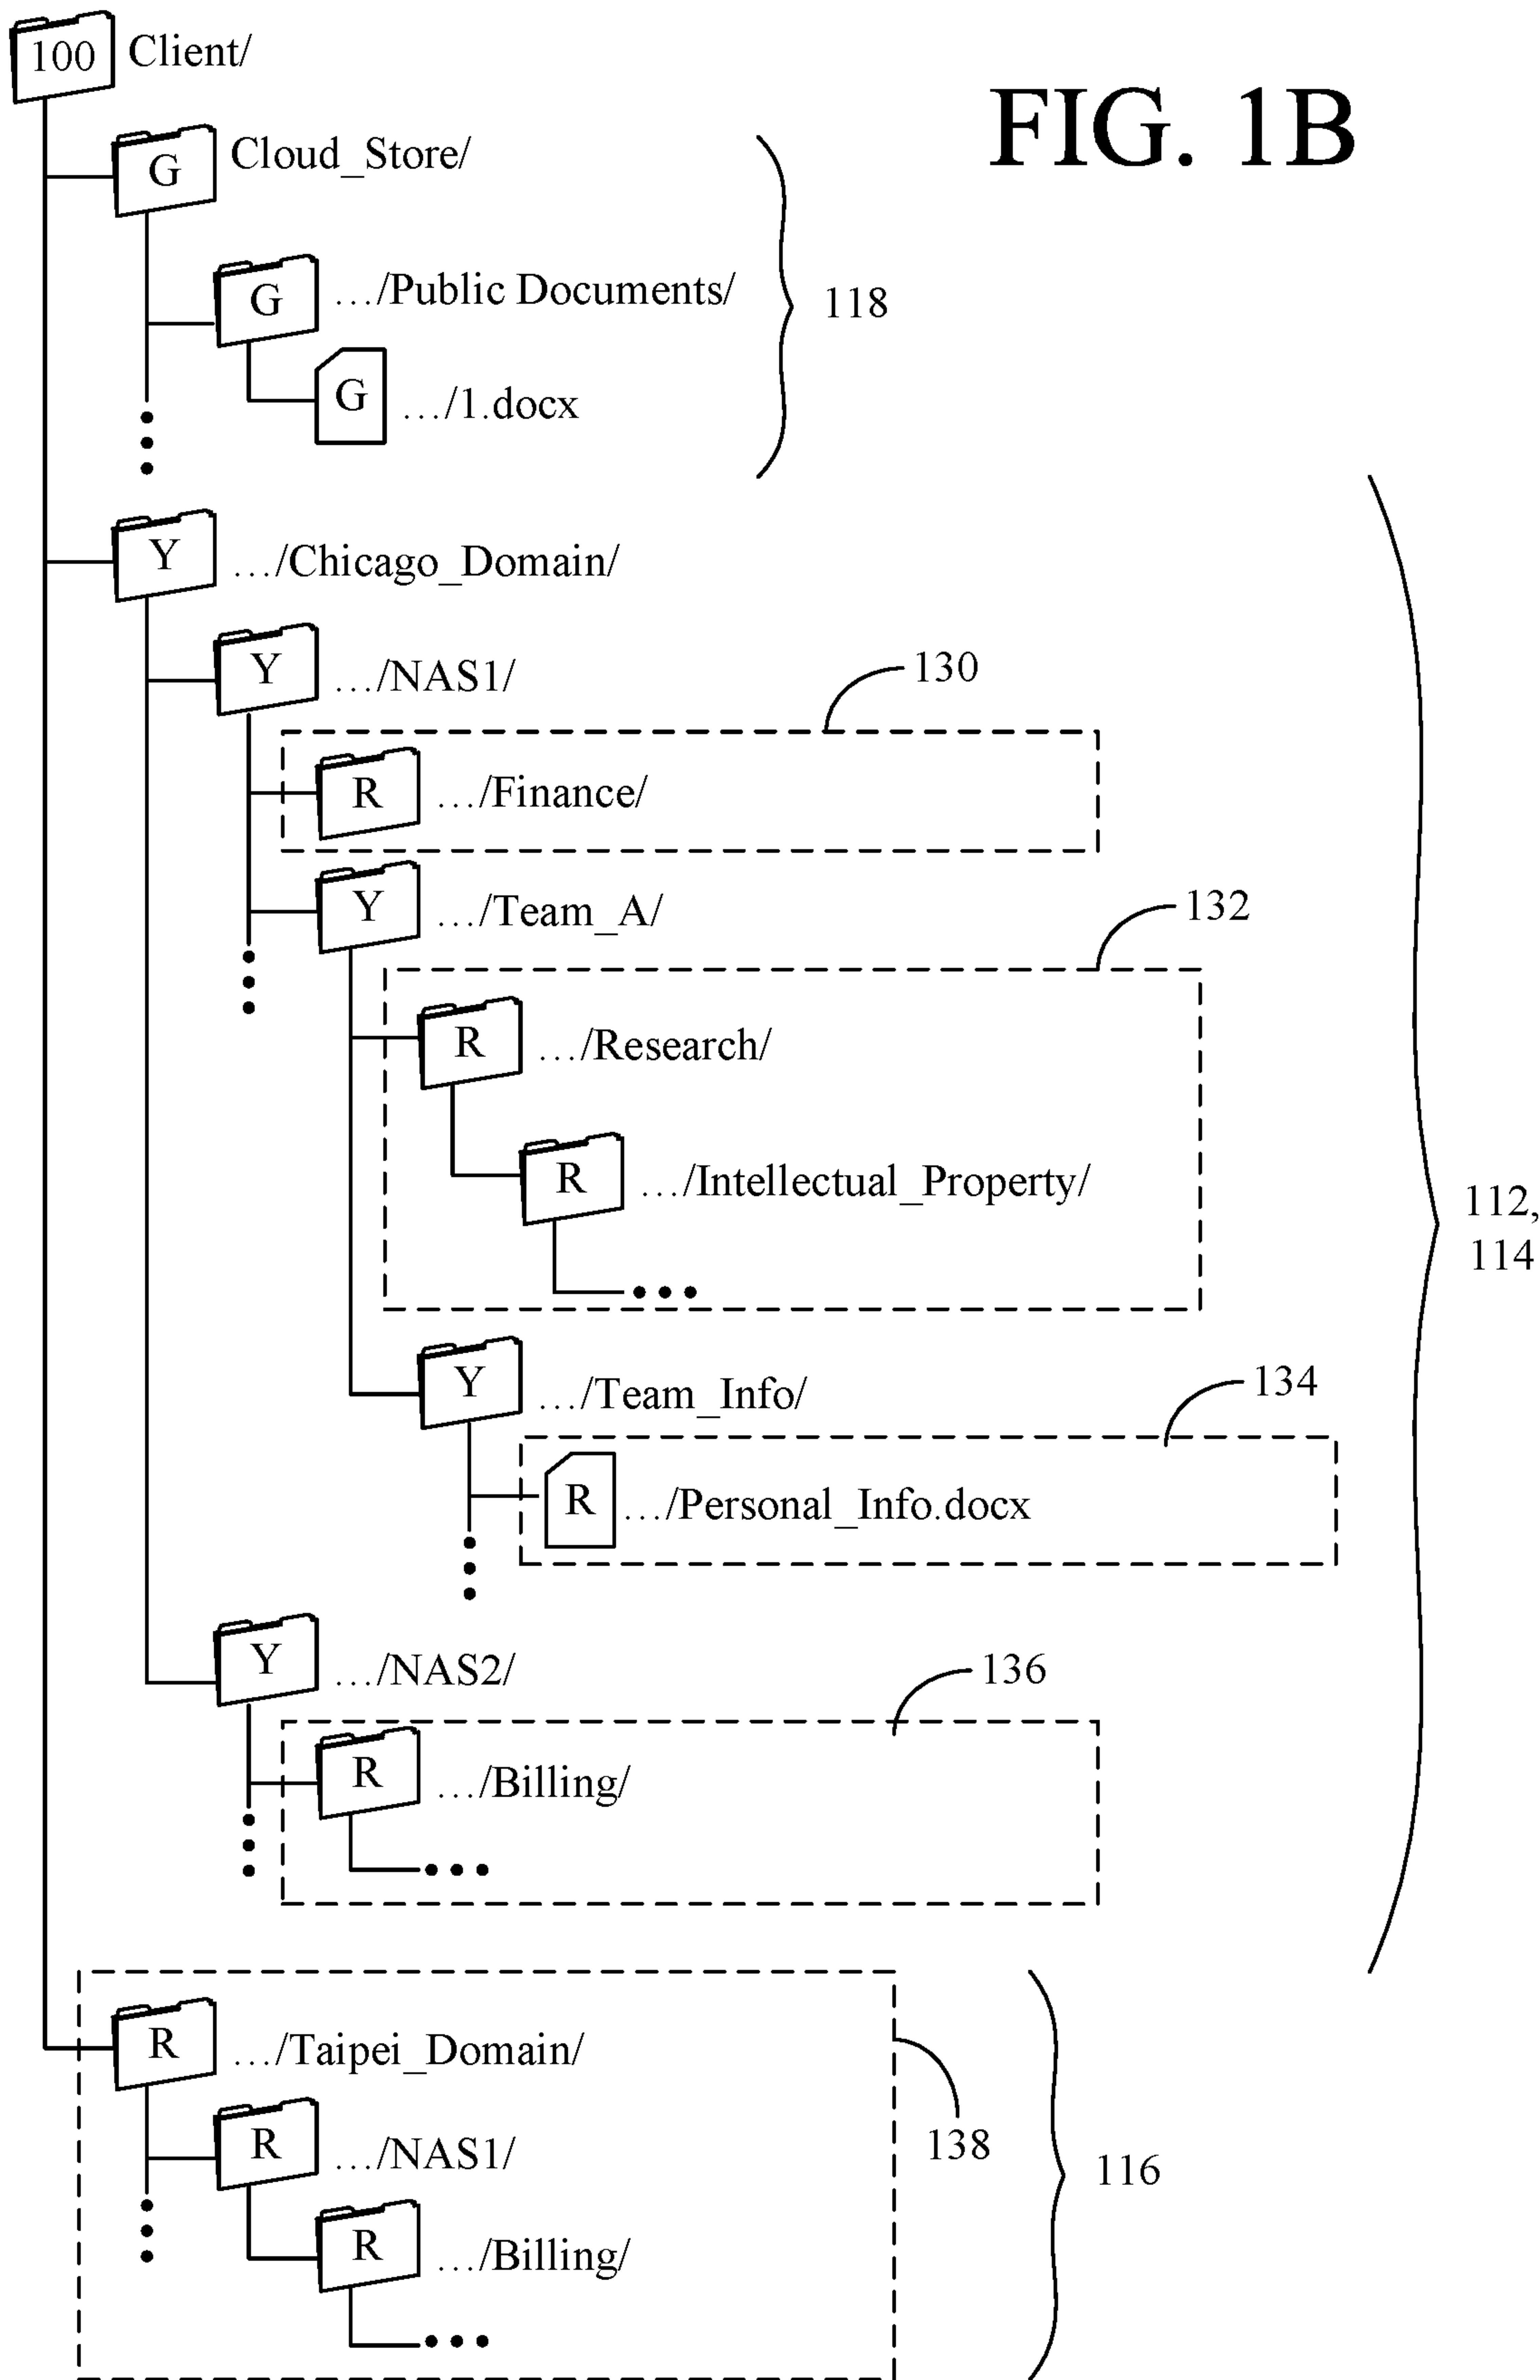 100 Client/
FIG. 1B
G Cloud_Store/
G .../Public Documents/
118
G .../1.docx
Y .../Chicago_Domain/
Y .../NAS1/
130
R .../Finance/
Y .../Team_A/
132
R .../Research/
R .../Intellectual_Property/
112,
114
Y .../Team_Info/
134
R .../Personal_Info.docx
Y .../NAS2/
136
R .../Billing/
R .../Taipei_Domain/
138
R .../NAS1/
116
R .../Billing/